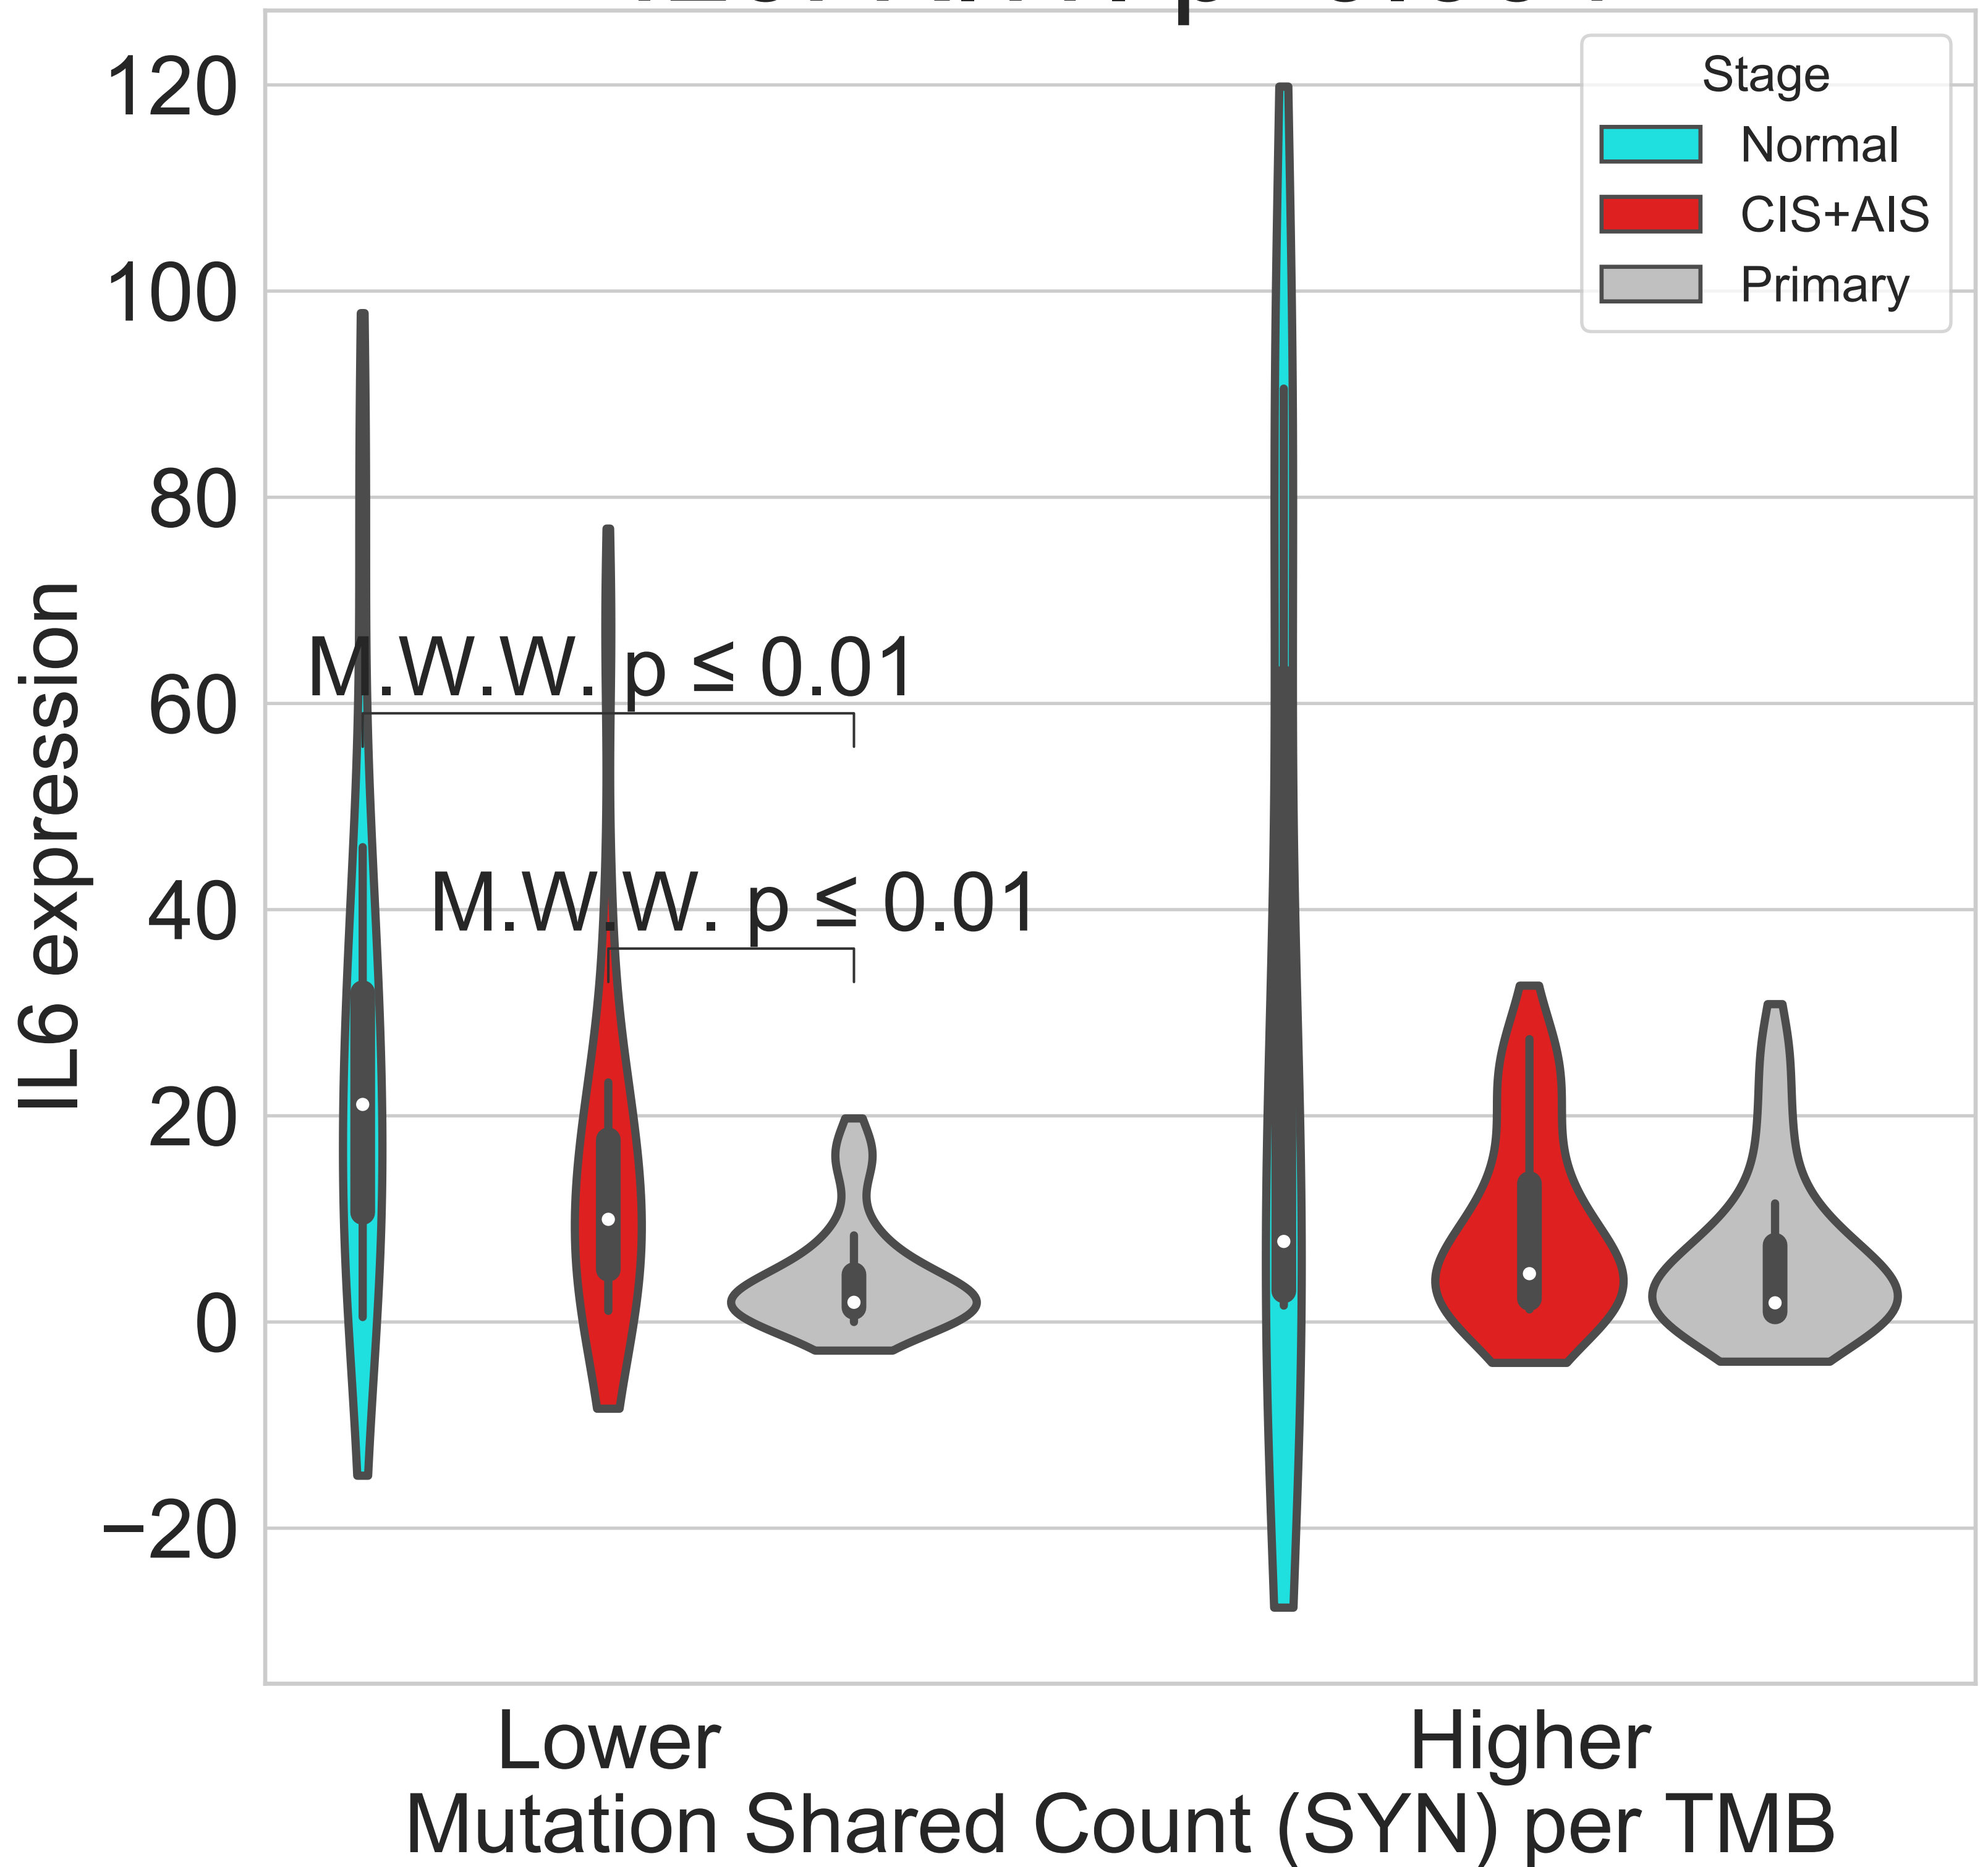 120
100
80
60
40
20
0
−20
IL6 expression
Stage
Normal
CIS+AIS
Primary
M.W.W. p ≤ 0.01
M.W.W. p ≤ 0.01
Lower
Higher
Mutation Shared Count (SYN) per TMB